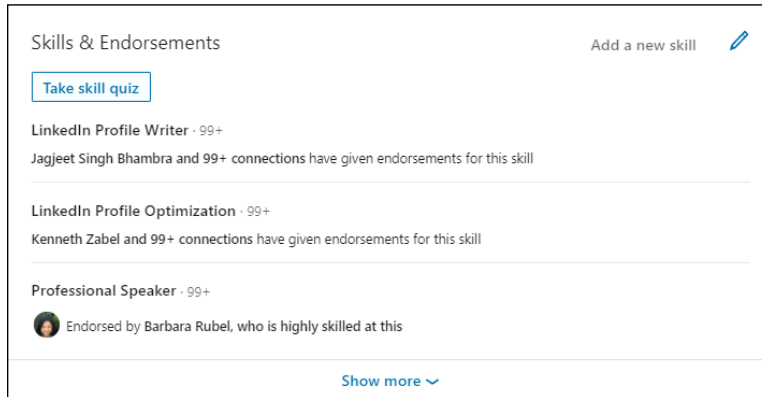 Skills & Endorsements
Add a new skill
Take skill quiz
LinkedIn Profile Writer · 99+
Jagjeet Singh Bhambra and 99+ connections have given endorsements for this skill
LinkedIn Profile Optimization · 99+
Kenneth Zabel and 99+ connections have given endorsements for this skill
Professional Speaker · 99+
Endorsed by Barbara Rubel, who is highly skilled at this
Show more